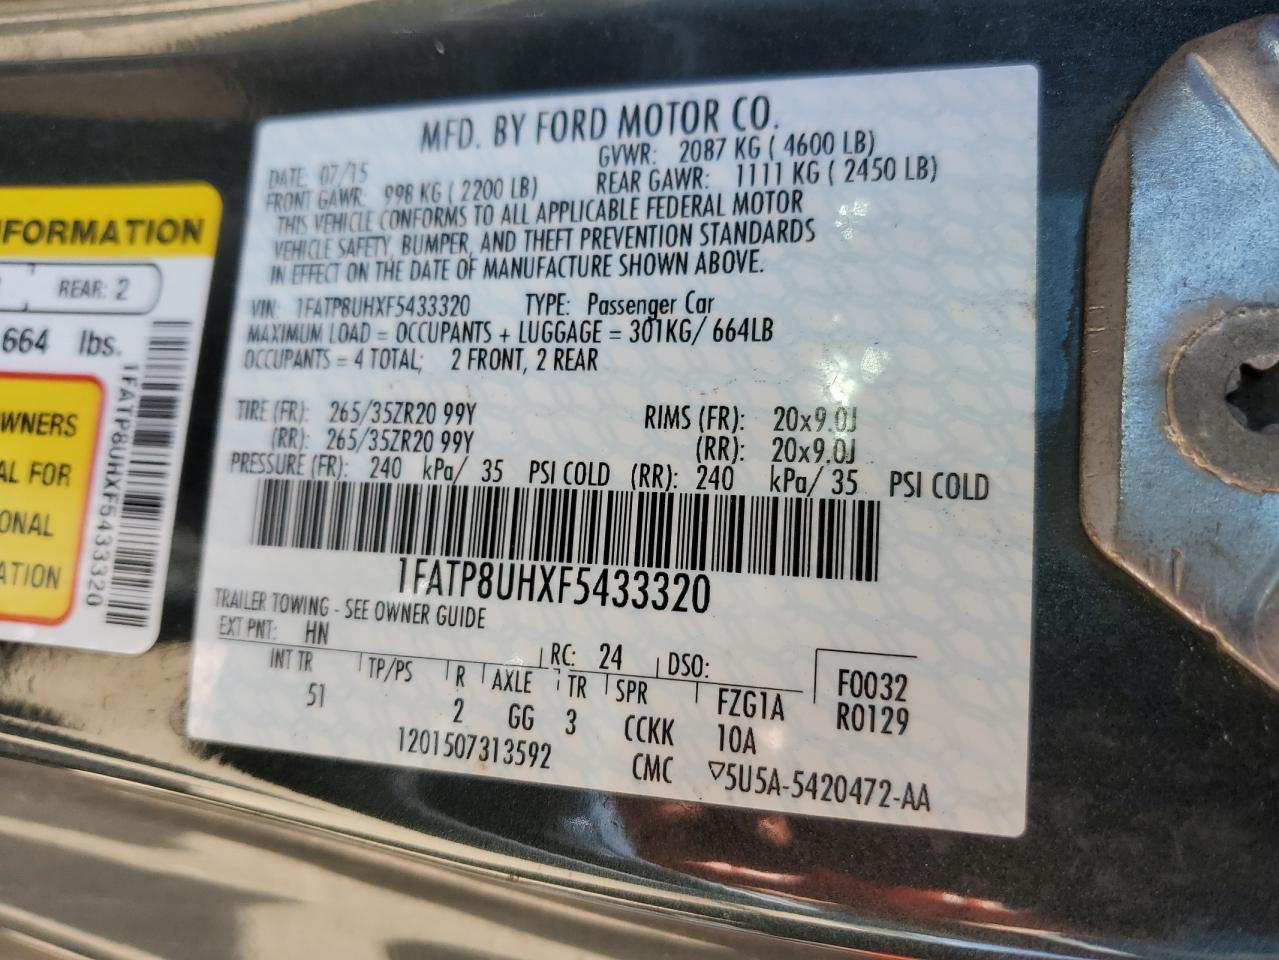 MFD. BY FORD MOTOR CO.
DATE: 07/15 GVWR: 2087 KG ( 4600 LB)
FRONT GAWR: 998 KG ( 2200 LB) REAR GAWR: 1111 KG ( 2450 LB)
THIS VEHICLE CONFORMS TO ALL APPLICABLE FEDERAL MOTOR
VEHICLE SAFETY, BUMPER, AND THEFT PREVENTION STANDARDS
IN EFFECT ON THE DATE OF MANUFACTURE SHOWN ABOVE.
VIN: 1FATP8UHXF5433320 TYPE: Passenger Car
MAXIMUM LOAD = OCCUPANTS + LUGGAGE = 301KG/ 664LB
OCCUPANTS = 4 TOTAL; 2 FRONT, 2 REAR
TIRE (FR): 265/35ZR20 99Y RIMS (FR): 20x9.0J
(RR): 265/35ZR20 99Y (RR): 20x9.0J
PRESSURE (FR): 240 kPa/ 35 PSI COLD (RR): 240 kPa/ 35 PSI COLD
1FATP8UHXF5433320
TRAILER TOWING - SEE OWNER GUIDE
EXT PNT: HN RC: 24 DSO: F0032
INT TR TP/PS R AXLE TR SPR FZG1A R0129
51 2 GG 3 CCKK 10A
1201507313592 CMC ▽5U5A-5420472-AA
NFORMATION
REAR: 2
664 lbs.
WNERS
AL FOR
ONAL
ATION
1FATP8UHXF5433320